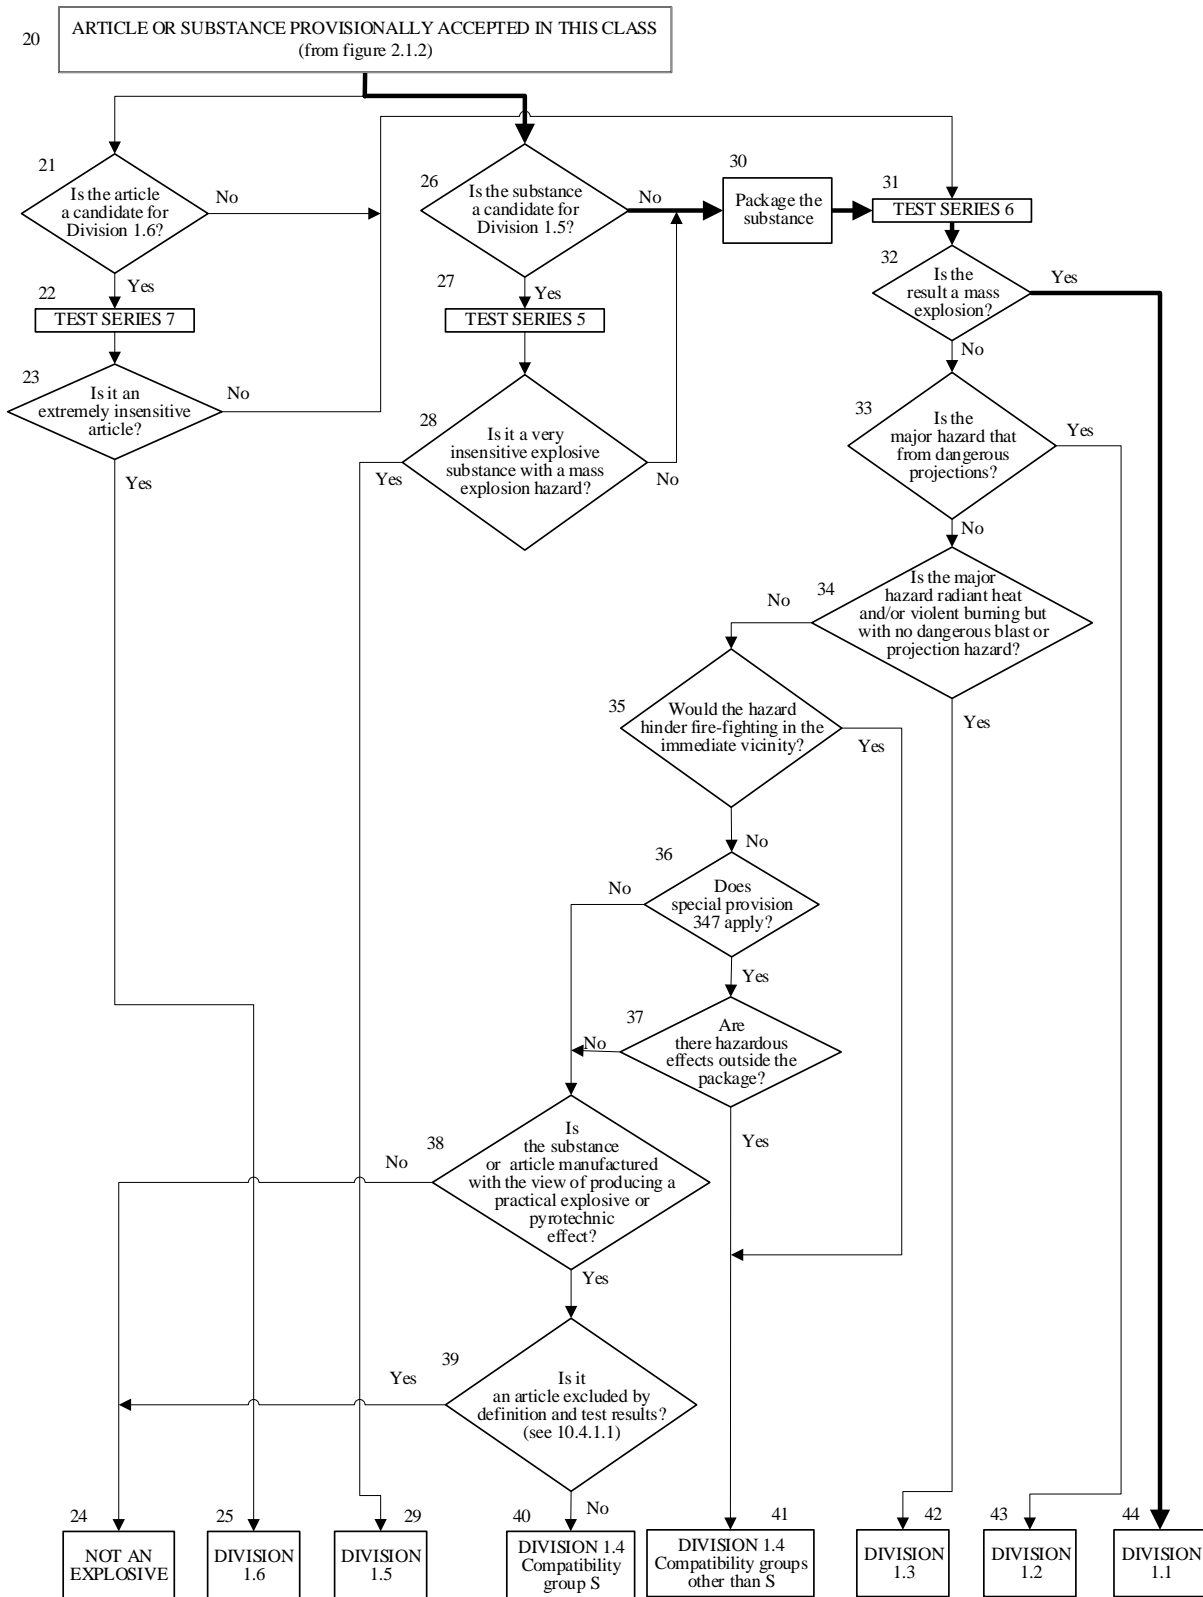 20
ARTICLE OR SUBSTANCE PROVISIONALLY ACCEPTED IN THIS CLASS
(from figure 2.1.2)
21
Is the article
a candidate for
Division 1.6?
No
Yes
22
TEST SERIES 7
23
Is it an
extremely insensitive
article?
No
Yes
26
Is the substance
a candidate for
Division 1.5?
No
Yes
27
TEST SERIES 5
28
Is it a very
insensitive explosive
substance with a mass
explosion hazard?
Yes
No
30
Package the
substance
31
TEST SERIES 6
32
Is the
result a mass
explosion?
Yes
No
33
Is the
major hazard that
from dangerous
projections?
Yes
No
34
Is the major
hazard radiant heat
and/or violent burning but
with no dangerous blast or
projection hazard?
No
Yes
35
Would the hazard
hinder fire-fighting in the
immediate vicinity?
Yes
No
36
Does
special provision
347 apply?
No
Yes
37
Are
there hazardous
effects outside the
package?
No
Yes
38
Is
the substance
or article manufactured
with the view of producing a
practical explosive or
pyrotechnic
effect?
No
Yes
39
Is it
an article excluded by
definition and test results?
(see 10.4.1.1)
Yes
No
24
NOT AN
EXPLOSIVE
25
DIVISION
1.6
29
DIVISION
1.5
40
DIVISION 1.4
Compatibility
group S
41
DIVISION 1.4
Compatibility groups
other than S
42
DIVISION
1.3
43
DIVISION
1.2
44
DIVISION
1.1